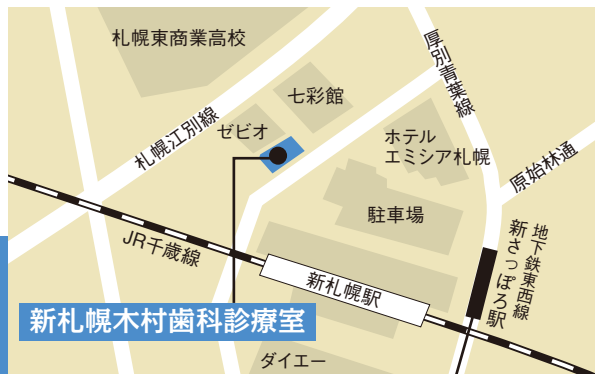 札幌東商業高校
厚別青葉線
七彩館
札幌江別線
ゼビオ
ホテル
エミシア札幌
原始林通
駐車場
地下鉄東西線
新さっぽろ駅
JR千歳線
新札幌駅
新札幌木村歯科診療室
ダイエー